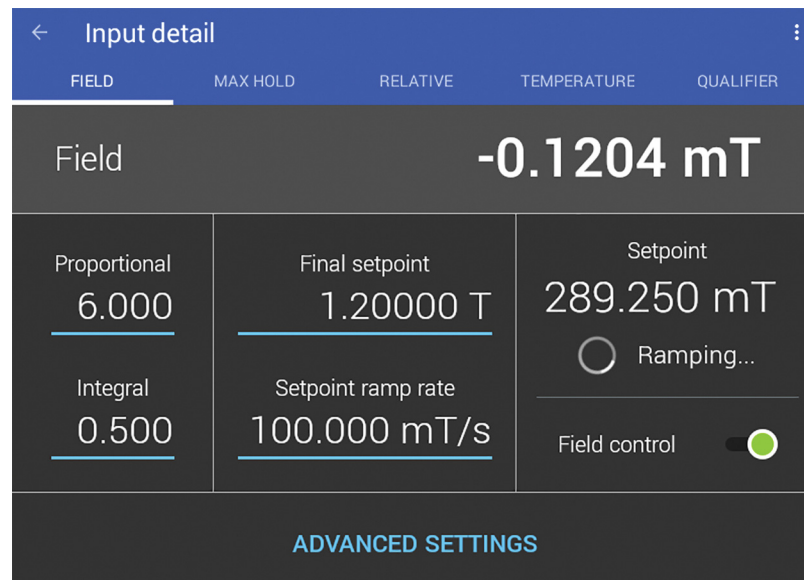 Input detail
FIELD MAX HOLD RELATIVE TEMPERATURE QUALIFIER
Field -0.1204 mT
Proportional
6.000
Integral
0.500
Final setpoint
1.20000 T
Setpoint ramp rate
100.000 mT/s
Setpoint
289.250 mT
Ramping...
Field control
ADVANCED SETTINGS